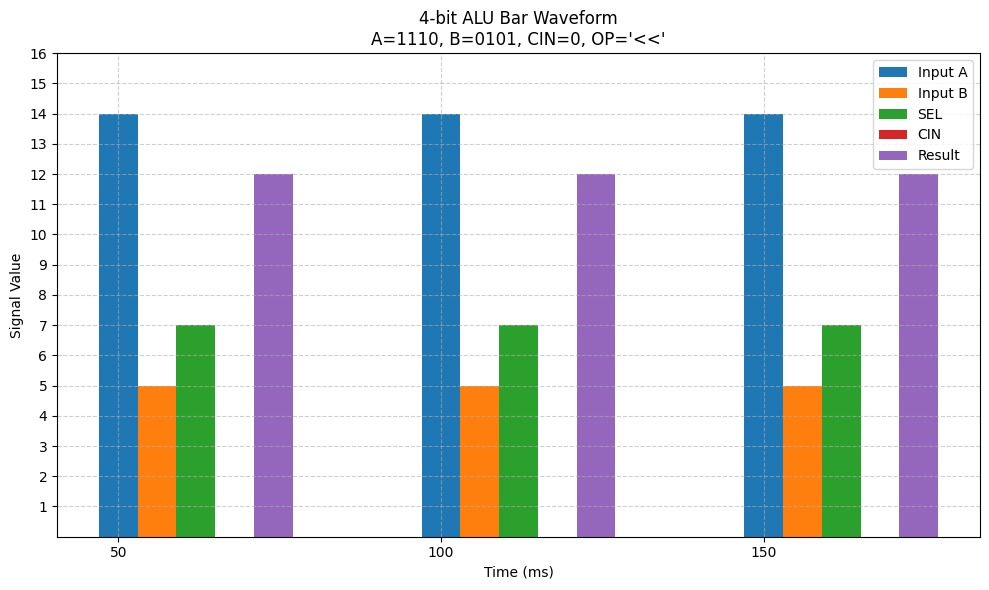 4-bit ALU Bar Waveform
A=1110, B=0101, CIN=0, OP='<<'
Signal Value
16
15
14
13
12
11
10
9
8
7
6
5
4
3
2
1
Input A
Input B
SEL
CIN
Result
50
100
150
Time (ms)